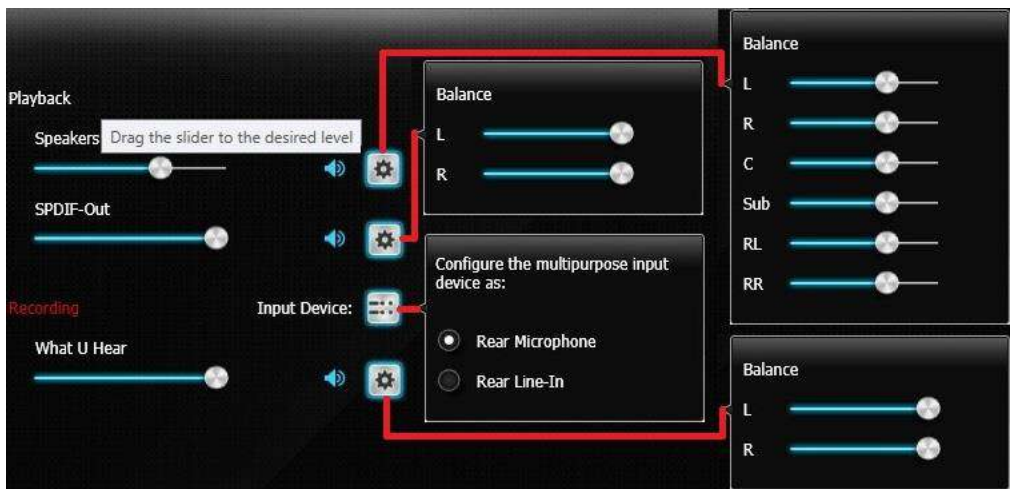 Playback
Speakers
Drag the slider to the desired level
SPDIF-Out
Recording
Input Device:
What U Hear
Balance
L
R
Configure the multipurpose input
device as:
Rear Microphone
Rear Line-In
Balance
L
R
C
Sub
RL
RR
Balance
L
R